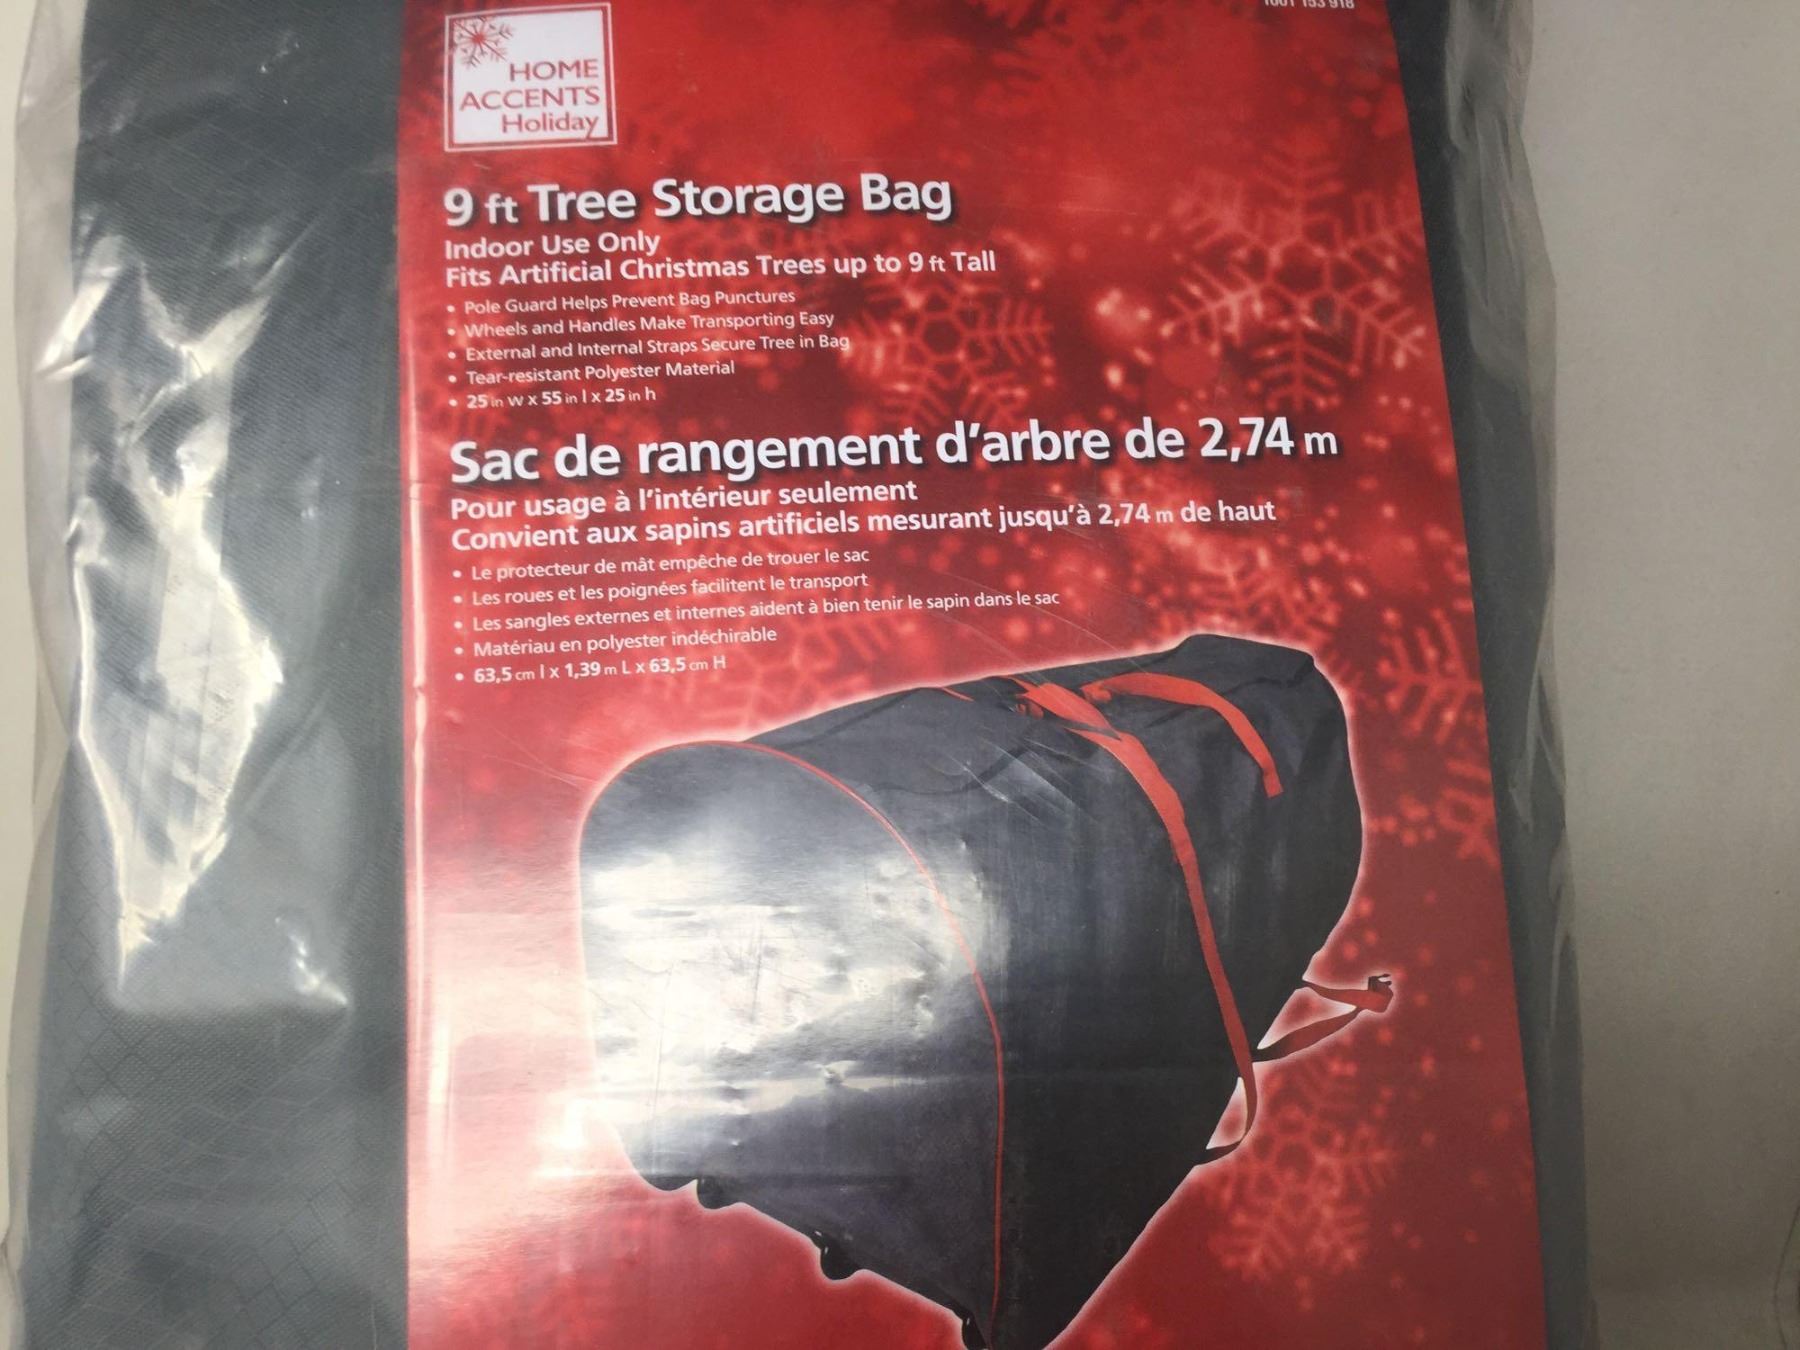 1001 153 918
HOME
ACCENTS
Holiday
9 ft Tree Storage Bag
Indoor Use Only
Fits Artificial Christmas Trees up to 9 ft Tall
• Pole Guard Helps Prevent Bag Punctures
• Wheels and Handles Make Transporting Easy
• External and Internal Straps Secure Tree in Bag
• Tear-resistant Polyester Material
• 25 in w x 55 in l x 25 in h
Sac de rangement d'arbre de 2,74 m
Pour usage à l'intérieur seulement
Convient aux sapins artificiels mesurant jusqu'à 2,74 m de haut
• Le protecteur de mât empêche de trouer le sac
• Les roues et les poignées facilitent le transport
• Les sangles externes et internes aident à bien tenir le sapin dans le sac
• Matériau en polyester indéchirable
• 63,5 cm l x 1,39 m L x 63,5 cm H